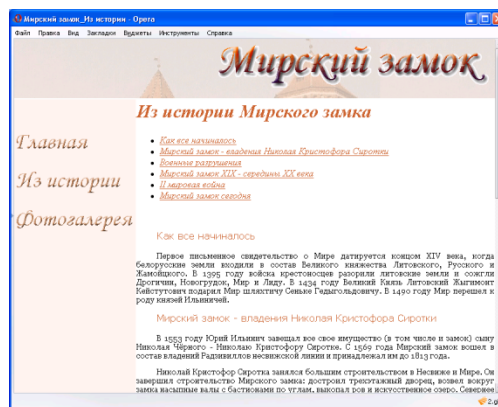 Мирский замок_Из истории - Opera
Файл Правка Вид Закладки Виджеты Инструменты Справка
Мирский замок
Из истории Мирского замка
Главная
Из истории
Фотогалерея
Как все начиналось
Мирский замок - владения Николая Кристофора Сиротки
Военные разрушения
Мирский замок XIX - середины XX века
II мировая война
Мирский замок сегодня
Как все начиналось
Первое письменное свидетельство о Мире датируется концом XIV века, когда
белорусские земли входили в состав Великого княжества Литовского, Русского и
Жамойцкого. В 1395 году войска крестоносцев разорили литовские земли и сожгли
Дрогичин, Новогрудок, Мир и Лиду. В 1434 году Великий Князь Литовский Жигимонт
Кейстутович подарил Мир шляхтичу Сеньке Гедыгольдовичу. В 1490 году Мир перешел к
роду князей Ильиничей.
Мирский замок - владения Николая Кристофора Сиротки
В 1553 году Юрий Ильинич завещал все свое имущество (в том числе и замок) сыну
Николая Чёрного - Николаю Кристофору Сиротке. С 1569 года Мирский замок вошел в
состав владений Радзивиллов несвижской линии и принадлежал им до 1813 года.
Николай Кристофор Сиротка занялся большим строительством в Несвиже и Мире. Он
завершил строительство Мирского замка: достроил трехэтажный дворец, возвел вокруг
замка насыпные валы с бастионами по углам, выкопал ров и искусственное озеро. Севернее